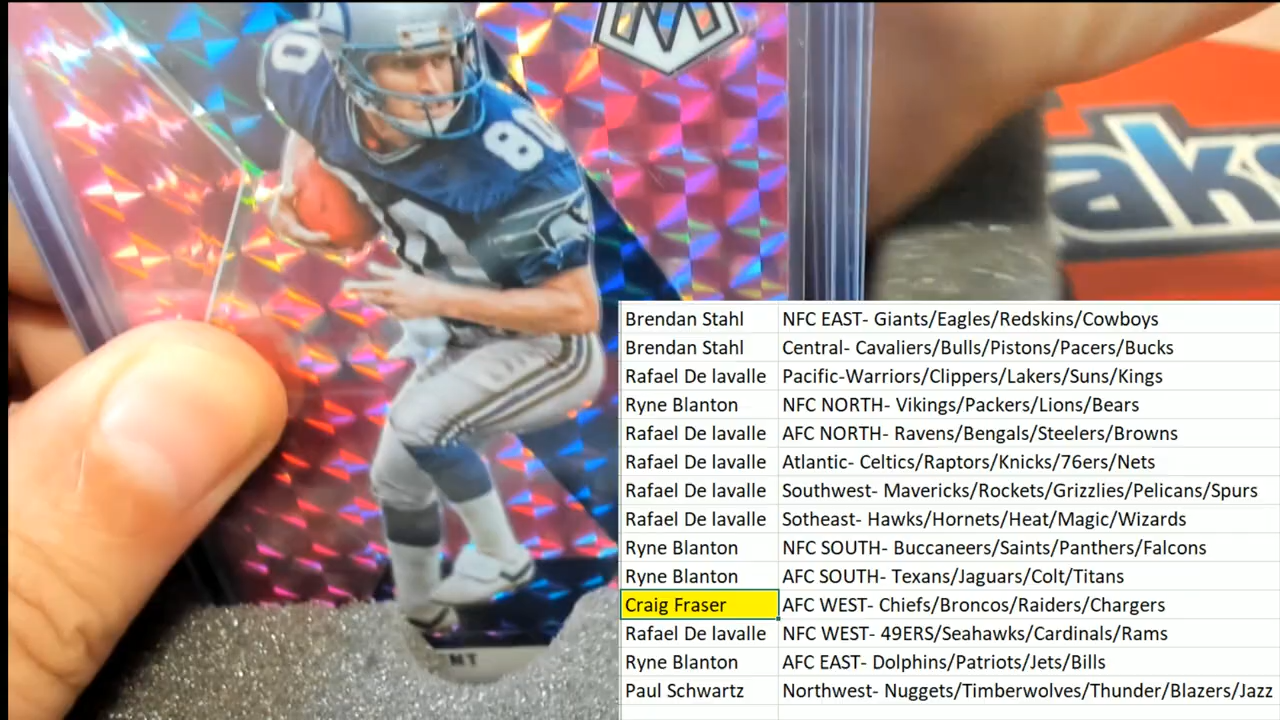 80
80
M
aks
NT
Brendan Stahl NFC EAST- Giants/Eagles/Redskins/Cowboys
Brendan Stahl Central- Cavaliers/Bulls/Pistons/Pacers/Bucks
Rafael De lavalle Pacific-Warriors/Clippers/Lakers/Suns/Kings
Ryne Blanton NFC NORTH- Vikings/Packers/Lions/Bears
Rafael De lavalle AFC NORTH- Ravens/Bengals/Steelers/Browns
Rafael De lavalle Atlantic- Celtics/Raptors/Knicks/76ers/Nets
Rafael De lavalle Southwest- Mavericks/Rockets/Grizzlies/Pelicans/Spurs
Rafael De lavalle Sotheast- Hawks/Hornets/Heat/Magic/Wizards
Ryne Blanton NFC SOUTH- Buccaneers/Saints/Panthers/Falcons
Ryne Blanton AFC SOUTH- Texans/Jaguars/Colt/Titans
Craig Fraser AFC WEST- Chiefs/Broncos/Raiders/Chargers
Rafael De lavalle NFC WEST- 49ERS/Seahawks/Cardinals/Rams
Ryne Blanton AFC EAST- Dolphins/Patriots/Jets/Bills
Paul Schwartz Northwest- Nuggets/Timberwolves/Thunder/Blazers/Jazz